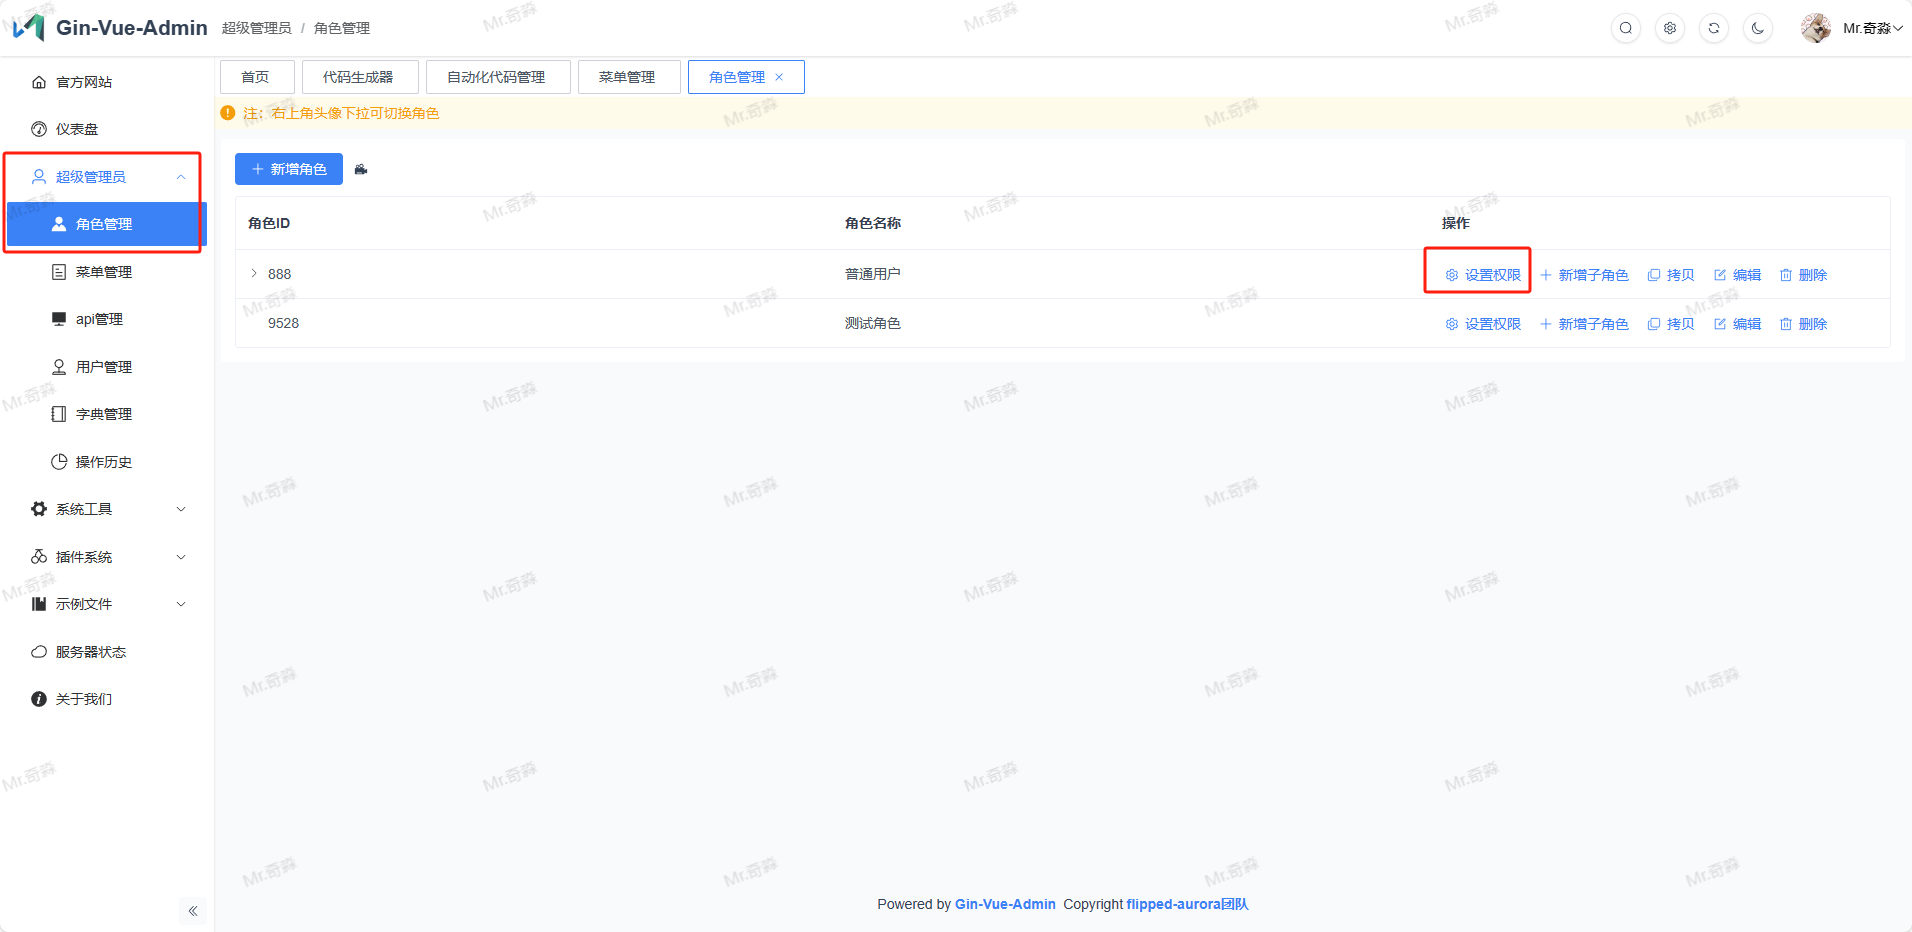 Gin-Vue-Admin 超级管理员 / 角色管理 Mr.奇淼
官方网站
仪表盘
超级管理员
角色管理
菜单管理
api管理
用户管理
字典管理
操作历史
系统工具
插件系统
示例文件
服务器状态
关于我们
首页 代码生成器 自动化代码管理 菜单管理 角色管理
注：右上角头像下拉可切换角色
新增角色
角色ID 角色名称 操作
888 普通用户 设置权限 新增子角色 拷贝 编辑 删除
9528 测试角色 设置权限 新增子角色 拷贝 编辑 删除
Powered by Gin-Vue-Admin Copyright flipped-aurora团队
Mr.奇淼